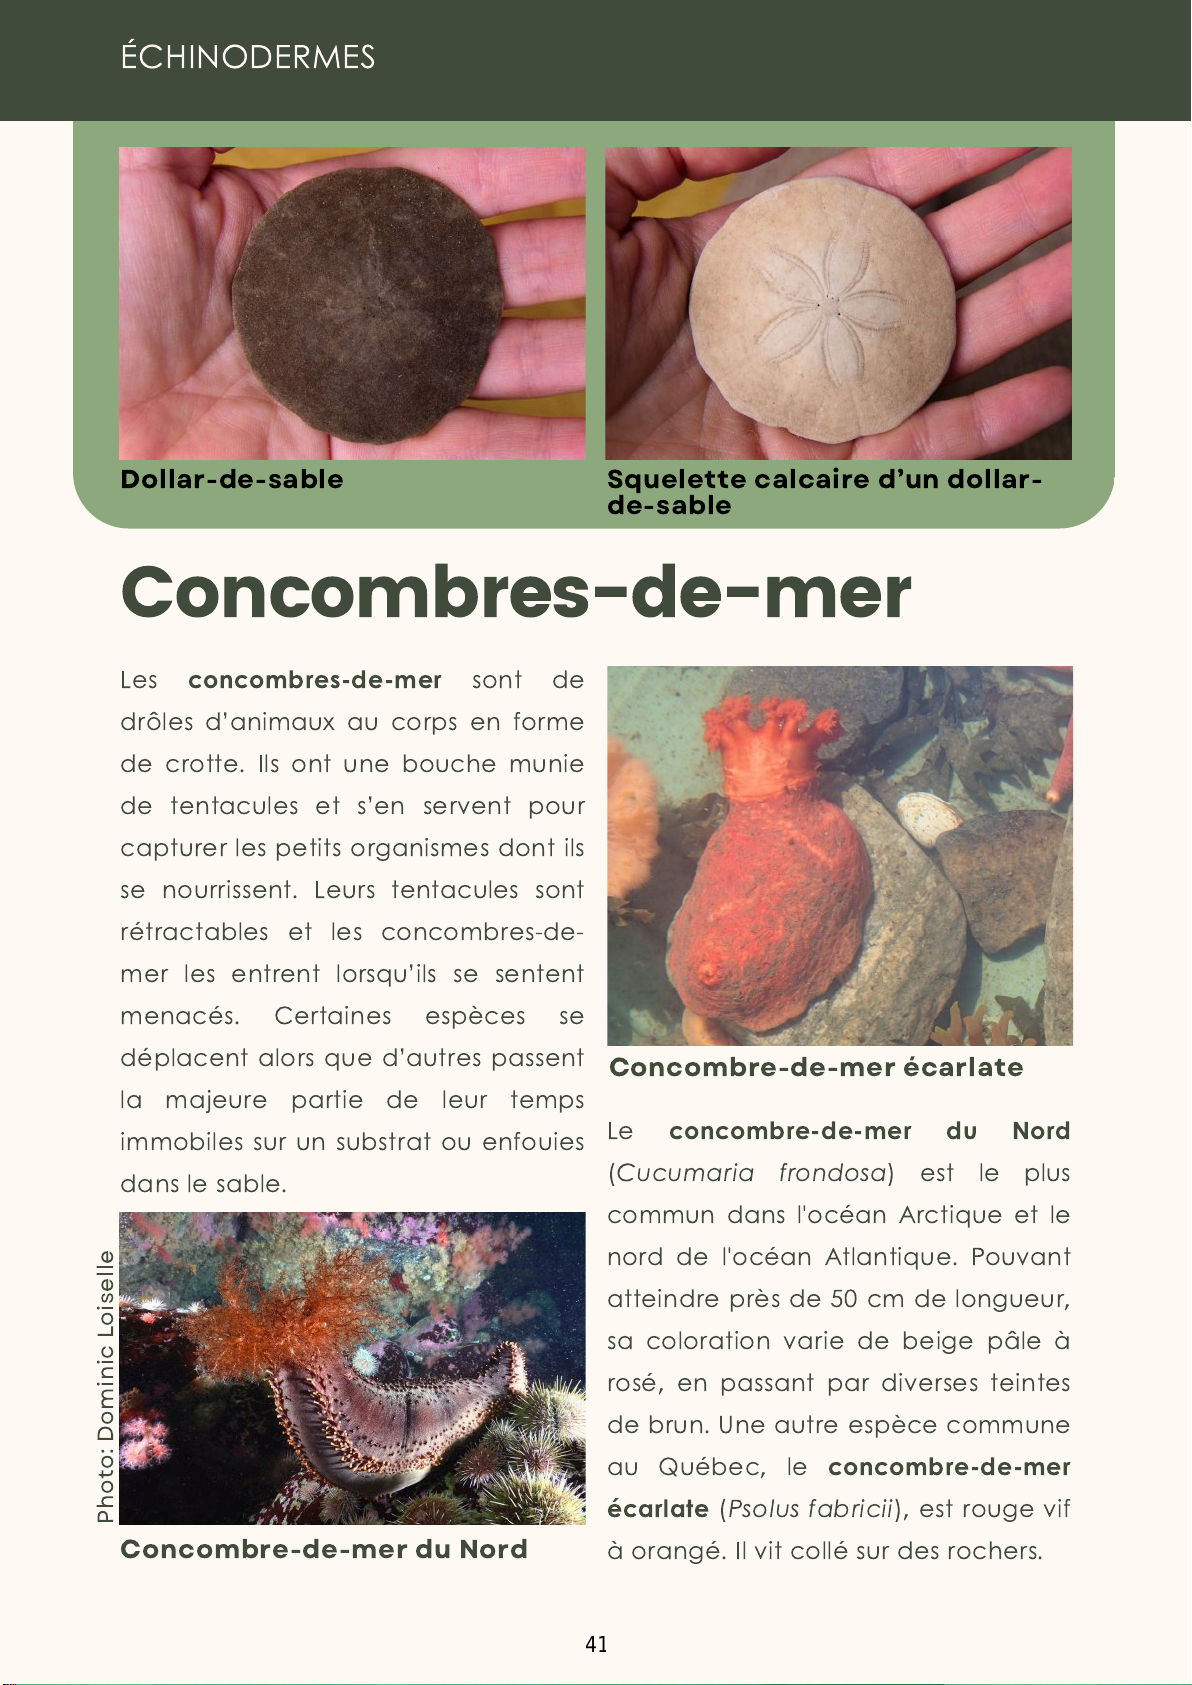 ÉCHINODERMES
Dollar-de-sable
Squelette calcaire d’un dollar-
de-sable
Concombres-de-mer
Les concombres-de-mer sont de
drôles d’animaux au corps en forme
de crotte. Ils ont une bouche munie
de tentacules et s’en servent pour
capturer les petits organismes dont ils
se nourrissent. Leurs tentacules sont
rétractables et les concombres-de-
mer les entrent lorsqu’ils se sentent
menacés. Certaines espèces se
déplacent alors que d’autres passent
la majeure partie de leur temps
immobiles sur un substrat ou enfouies
dans le sable.
Photo: Dominic Loiselle
Concombre-de-mer du Nord
Concombre-de-mer écarlate
Le concombre-de-mer du Nord
(Cucumaria frondosa) est le plus
commun dans l'océan Arctique et le
nord de l'océan Atlantique. Pouvant
atteindre près de 50 cm de longueur,
sa coloration varie de beige pâle à
rosé, en passant par diverses teintes
de brun. Une autre espèce commune
au Québec, le concombre-de-mer
écarlate (Psolus fabricii), est rouge vif
à orangé. Il vit collé sur des rochers.
41